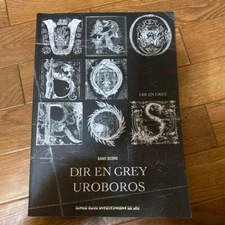 U R O
B O DIR EN GREY
R O S
BAND SCORE
DIR EN GREY
UROBOROS